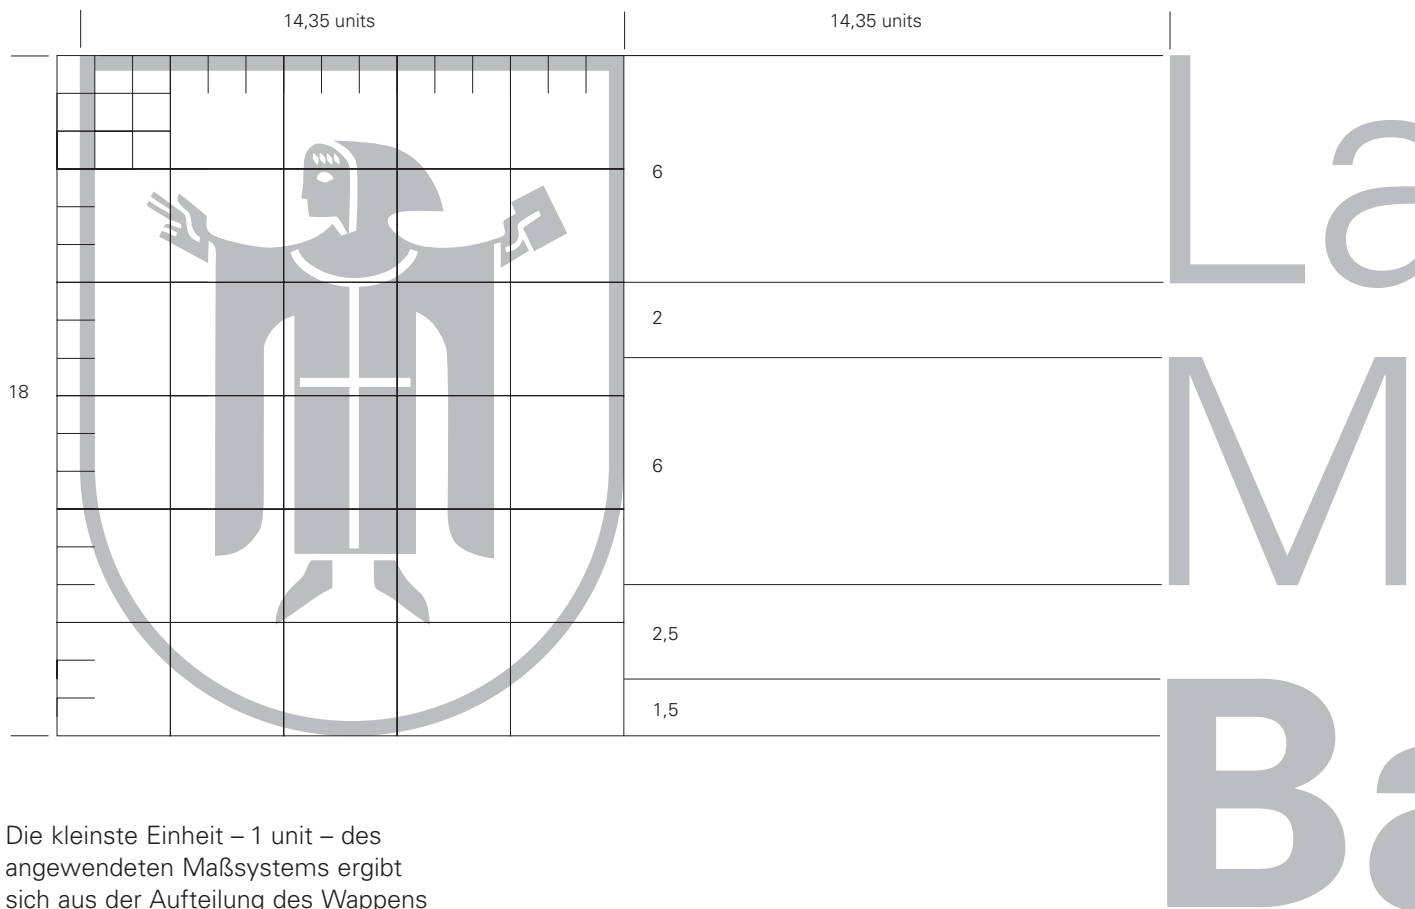 14,35 units 14,35 units
La
6
2
M
18
6
2,5
1,5
Ba
Die kleinste Einheit – 1 unit – des
angewendeten Maßsystems ergibt
sich aus der Aufteilung des Wappens